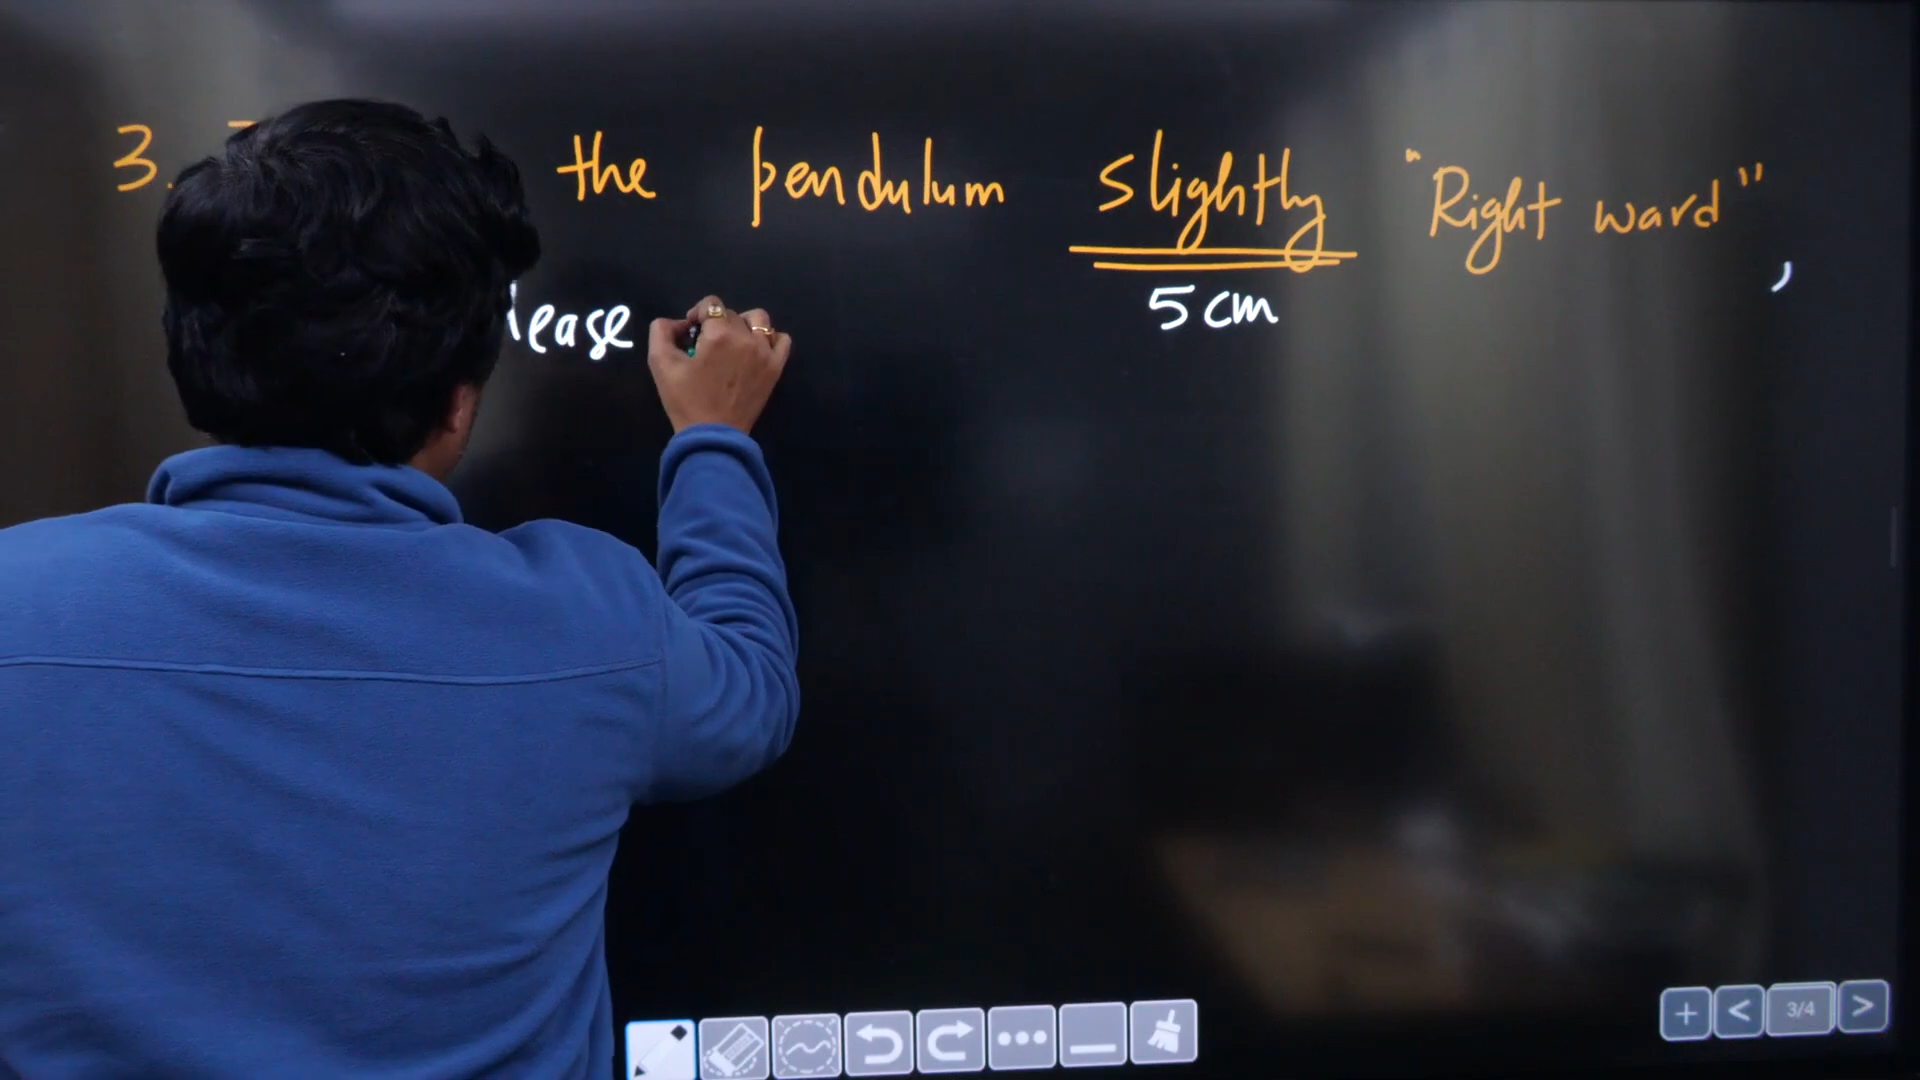 3. the pendulum slightly "Right ward",
lease 5 cm
3/4